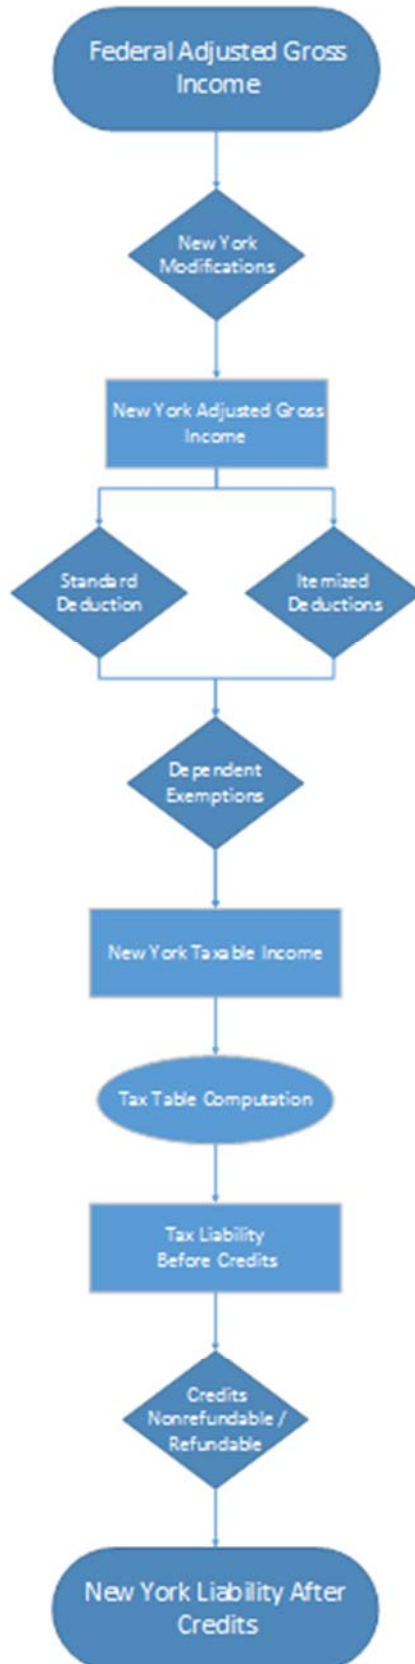 Federal Adjusted Gross
Income
New York
Modifications
New York Adjusted Gross
Income
Standard
Deduction
Itemized
Deductions
Dependent
Exemptions
New York Taxable Income
Tax Table Computation
Tax Liability
Before Credits
Credits
Nonrefundable /
Refundable
New York Liability After
Credits